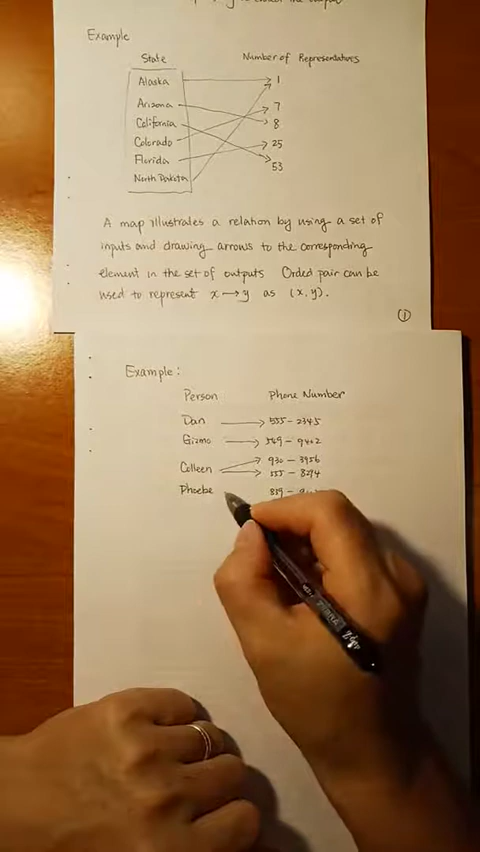 Example
State Number of Representatives
Alaska 1
Arizona 7
California 8
Colorado 25
Florida 53
North Dakota
A map illustrates a relation by using a set of
inputs and drawing arrows to the corresponding
element in the set of outputs Orded pair can be
used to represent x → y as (x, y).
1
Example:
Person Phone Number
Dan → 555 - 2345
Gizmo → 569 - 9402
930 - 3956
Colleen
555 - 8294
Phoebe